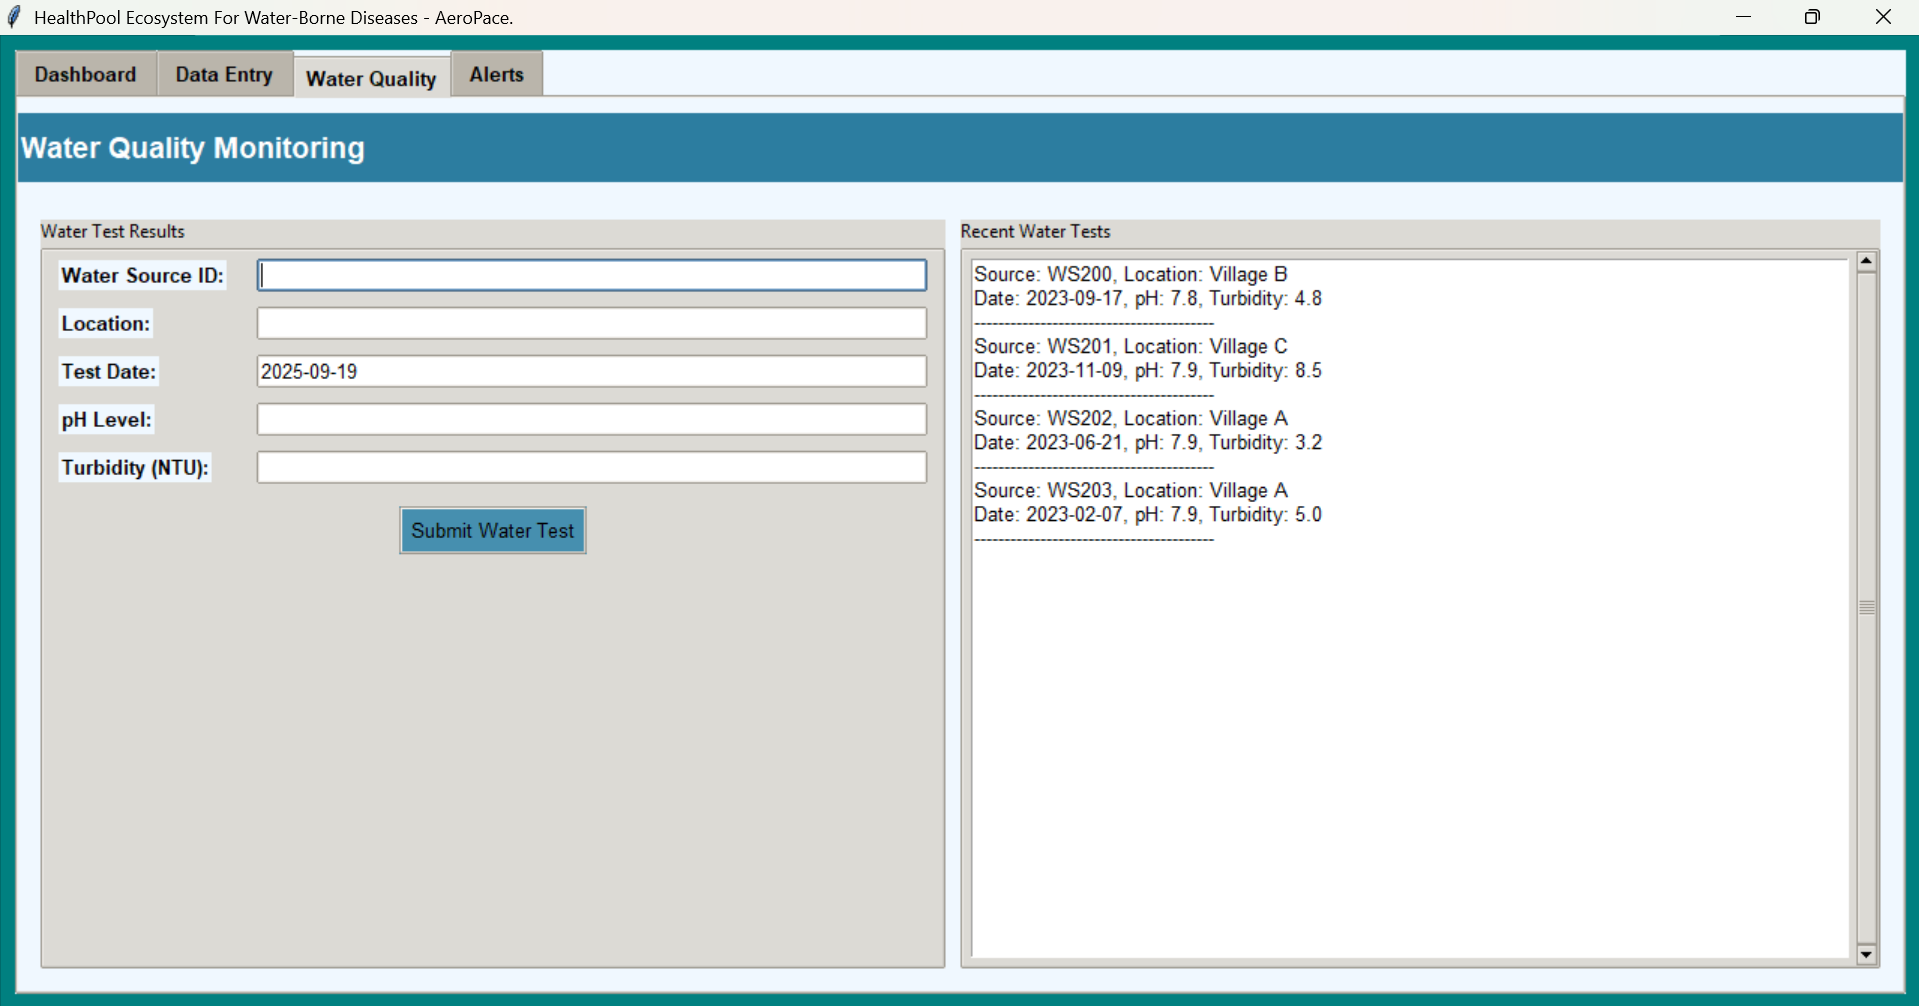 HealthPool Ecosystem For Water-Borne Diseases - AeroPace.
Dashboard Data Entry Water Quality Alerts
Water Quality Monitoring
Water Test Results
Water Source ID:
Location:
Test Date: 2025-09-19
pH Level:
Turbidity (NTU):
Submit Water Test
Recent Water Tests
Source: WS200, Location: Village B
Date: 2023-09-17, pH: 7.8, Turbidity: 4.8
----------------------------------------
Source: WS201, Location: Village C
Date: 2023-11-09, pH: 7.9, Turbidity: 8.5
----------------------------------------
Source: WS202, Location: Village A
Date: 2023-06-21, pH: 7.9, Turbidity: 3.2
----------------------------------------
Source: WS203, Location: Village A
Date: 2023-02-07, pH: 7.9, Turbidity: 5.0
----------------------------------------